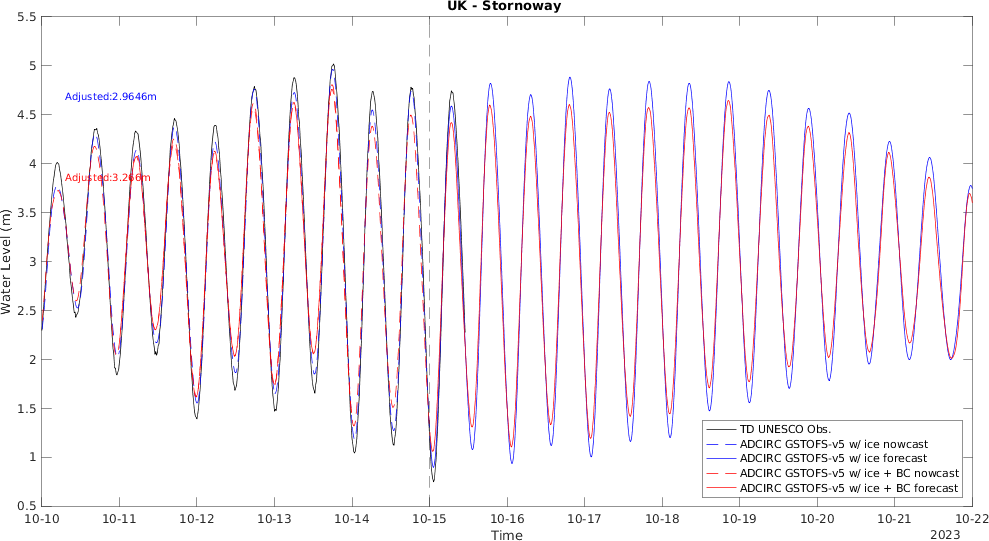 UK - Stornoway
5.5
5
4.5
4
3.5
3
2.5
2
1.5
1
0.5
Water Level (m)
Adjusted:2.9646m
Adjusted:3.266m
TD UNESCO Obs.
ADCIRC GSTOFS-v5 w/ ice nowcast
ADCIRC GSTOFS-v5 w/ ice forecast
ADCIRC GSTOFS-v5 w/ ice + BC nowcast
ADCIRC GSTOFS-v5 w/ ice + BC forecast
10-10 10-11 10-12 10-13 10-14 10-15 10-16 10-17 10-18 10-19 10-20 10-21 10-22
Time
2023